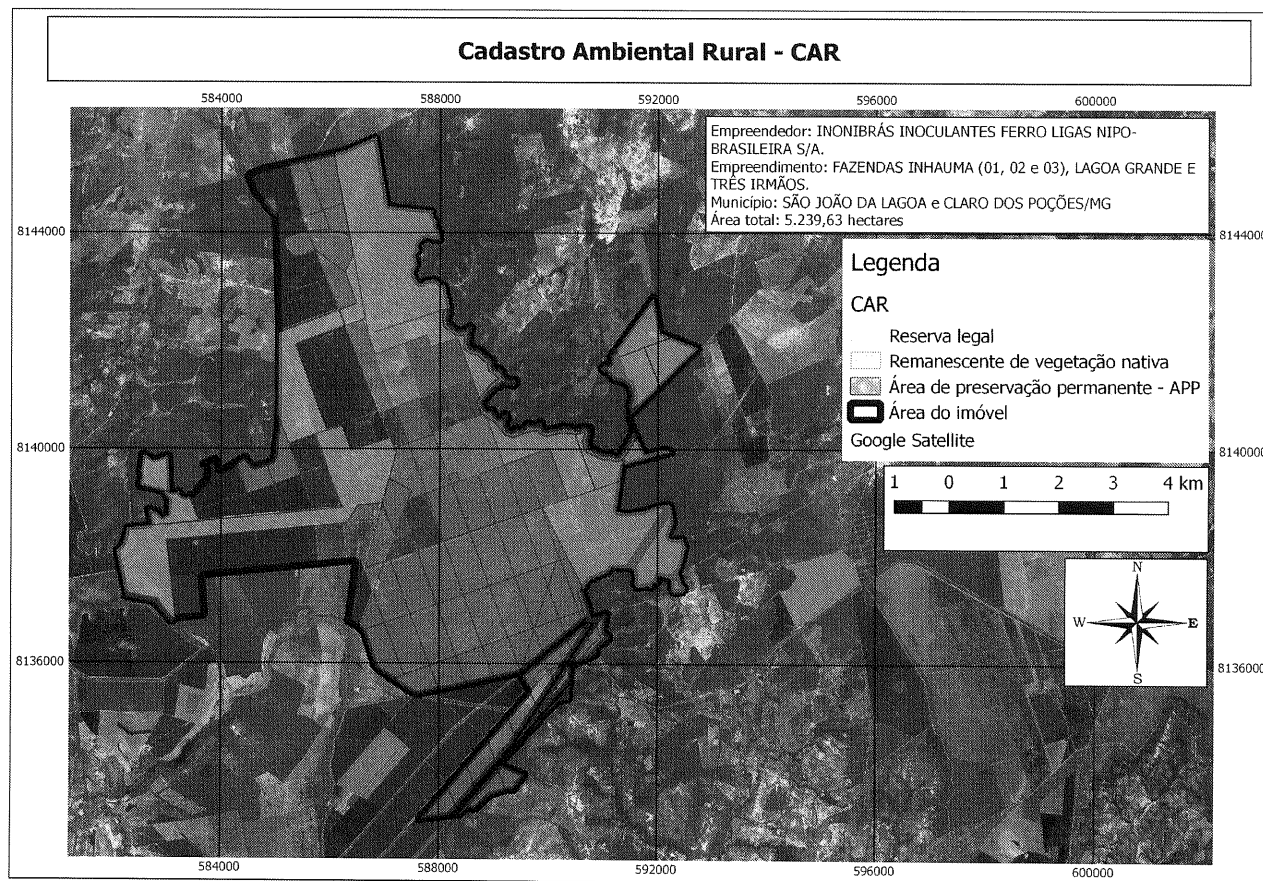 Cadastro Ambiental Rural - CAR
584000 588000 592000 596000 600000
Empreendedor: INONIBRÁS INOCULANTES FERRO LIGAS NIPO-
BRASILEIRA S/A.
Empreendimento: FAZENDAS INHAUMA (01, 02 e 03), LAGOA GRANDE E
TRÊS IRMÃOS.
Município: SÃO JOÃO DA LAGOA e CLARO DOS POÇÕES/MG
Área total: 5.239,63 hectares
8144000 8144000
Legenda
CAR
Reserva legal
Remanescente de vegetação nativa
Área de preservação permanente - APP
Área do imóvel
Google Satellite
8140000 8140000
1 0 1 2 3 4 km
N
W E
S
8136000 8136000
584000 588000 592000 596000 600000